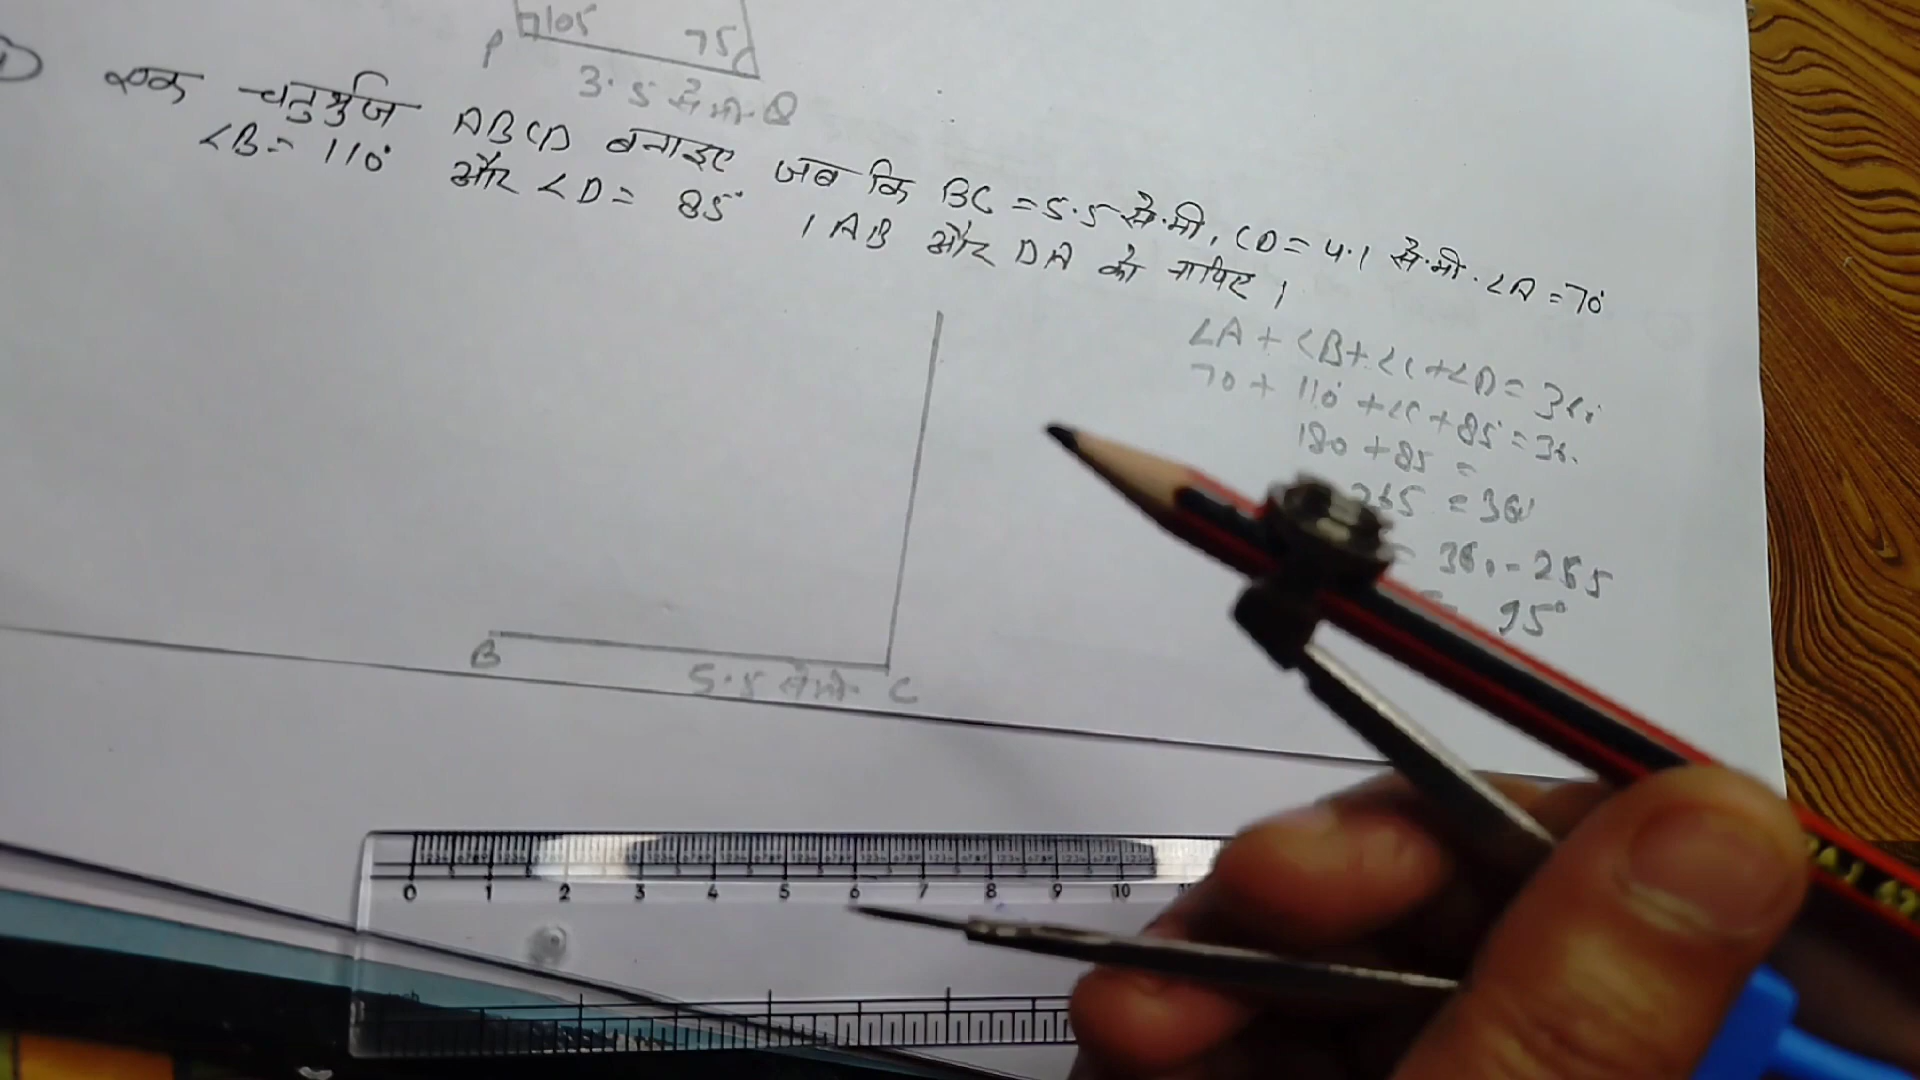 P 7105 75
3.5 से.मी. Q
एक चतुर्भुज ABCD बनाइए जब कि BC = 5.5 से.मी. CD = 4.1 से.मी. <A = 70°
<B = 110° और <D = 85° । AB और DA को मापिए ।
∠A + <B + <C + <D = 360
70 + 110 + <C + 85 = 360
180 + 85 =
265 = 360
= 360 - 265
= 95°
B 5.5 सेमी. C
0 1 2 3 4 5 6 7 8 9 10